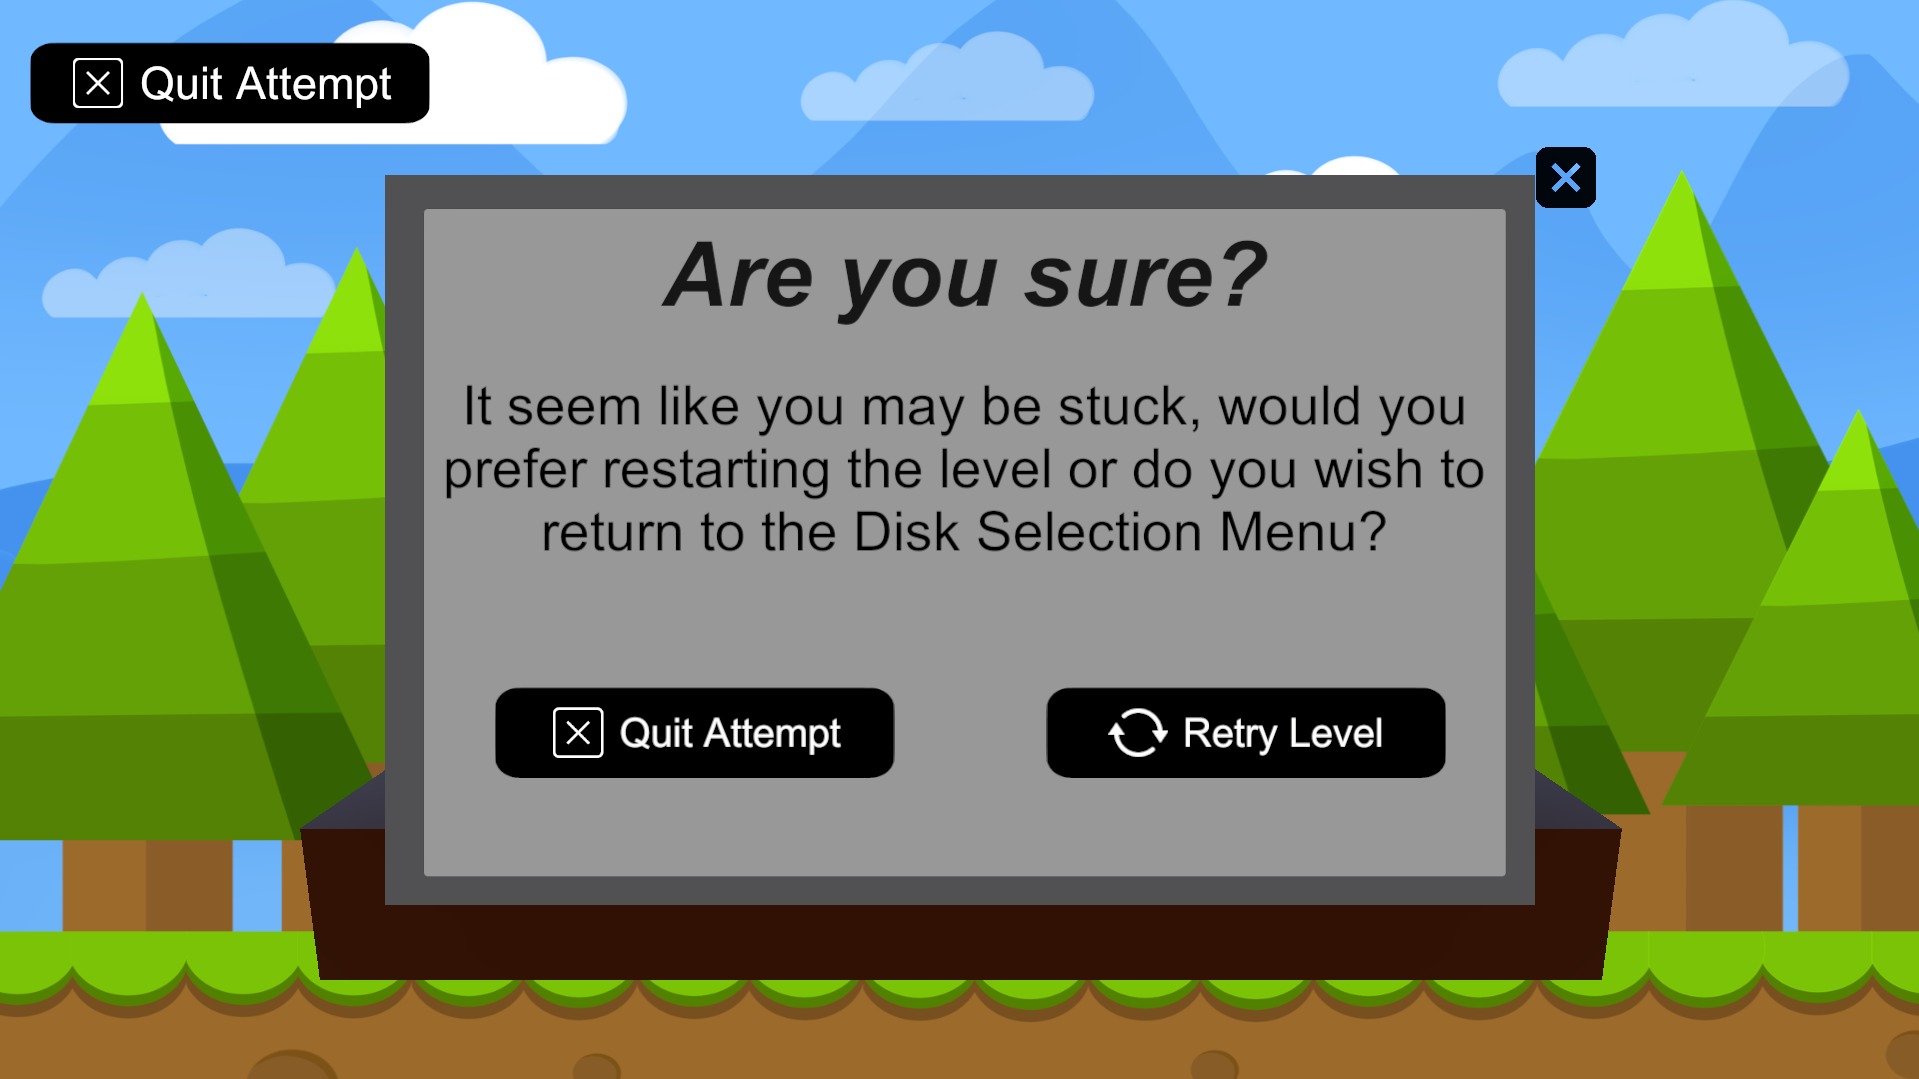 Quit Attempt
Are you sure?
It seem like you may be stuck, would you
prefer restarting the level or do you wish to
return to the Disk Selection Menu?
Quit Attempt
Retry Level